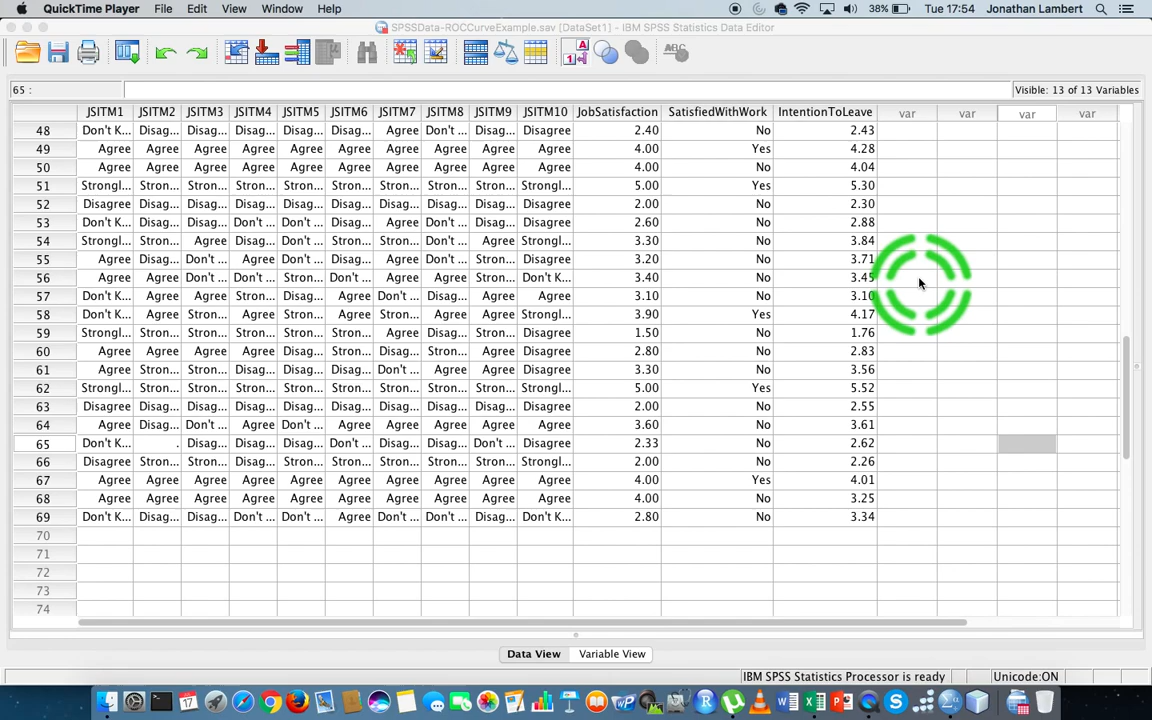 QuickTime Player File Edit View Window Help 38% Tue 17:54 Jonathan Lambert
SPSSData-ROCCurveExample.sav [DataSet1] - IBM SPSS Statistics Data Editor
A ABC
65 : Visible: 13 of 13 Variables
JSITM1 JSITM2 JSITM3 JSITM4 JSITM5 JSITM6 JSITM7 JSITM8 JSITM9 JSITM10 JobSatisfaction SatisfiedWithWork IntentionToLeave var var var var
48 Don't K... Disag... Disag... Disag... Disag... Disag... Agree Don't ... Disag... Disagree 2.40 No 2.43
49 Agree Agree Agree Agree Agree Agree Agree Agree Agree Agree 4.00 Yes 4.28
50 Agree Agree Agree Agree Agree Agree Agree Agree Agree Agree 4.00 No 4.04
51 Strongl... Stron... Stron... Stron... Stron... Stron... Stron... Stron... Stron... Strongl... 5.00 Yes 5.30
52 Disagree Disag... Disag... Disag... Disag... Disag... Disag... Disag... Disag... Disagree 2.00 No 2.30
53 Don't K... Disag... Disag... Don't ... Don't ... Disag... Agree Don't ... Disag... Disagree 2.60 No 2.88
54 Strongl... Stron... Agree Disag... Don't ... Disag... Disag... Stron... Agree Strongl... 3.30 No 3.84
55 Agree Disag... Don't ... Agree Disag... Agree Agree Disag... Stron... Agree 3.20 No 3.71
56 Agree Agree Don't ... Don't ... Stron... Don't ... Agree Agree Stron... Don't K... 3.40 No 3.45
57 Don't K... Don't ... Agree Stron... Disag... Agree Don't ... Disag... Agree Agree 3.10 No 3.10
58 Don't K... Don't ... Agree Stron... Agree Agree Disag... Stron... Agree Strongl... 3.90 Yes 4.17
59 Strongl... Stron... Stron... Stron... Stron... Stron... Agree Disag... Disag... Disagree 1.50 No 1.76
60 Agree Agree Agree Agree Disag... Stron... Disag... Stron... Agree Disagree 2.80 No 2.83
61 Agree Agree Stron... Disag... Disag... Disag... Don't ... Agree Agree Agree 3.30 No 3.56
62 Strongl... Stron... Stron... Stron... Stron... Stron... Stron... Stron... Stron... Strongl... 5.00 Yes 5.52
63 Disagree Disag... Disag... Disag... Disag... Disag... Disag... Disag... Disag... Disagree 2.00 No 2.55
64 Agree Disag... Don't ... Agree Disag... Agree Agree Agree Agree Agree 3.60 No 3.61
65 Don't K... . Disag... Disag... Disag... Don't ... Disag... Disag... Don't ... Disagree 2.33 No 2.62
66 Disagree Stron... Stron... Disag... Disag... Stron... Stron... Disag... Stron... Strongl... 2.00 No 2.26
67 Agree Agree Agree Agree Agree Agree Agree Agree Agree Agree 4.00 Yes 4.01
68 Agree Agree Agree Agree Agree Agree Agree Agree Agree Agree 4.00 No 3.25
69 Don't K... Disag... Disag... Don't ... Don't ... Agree Don't ... Don't ... Disag... Don't K... 2.80 No 3.34
70
71
72
73
74
Data View Variable View
IBM SPSS Statistics Processor is ready Unicode:ON